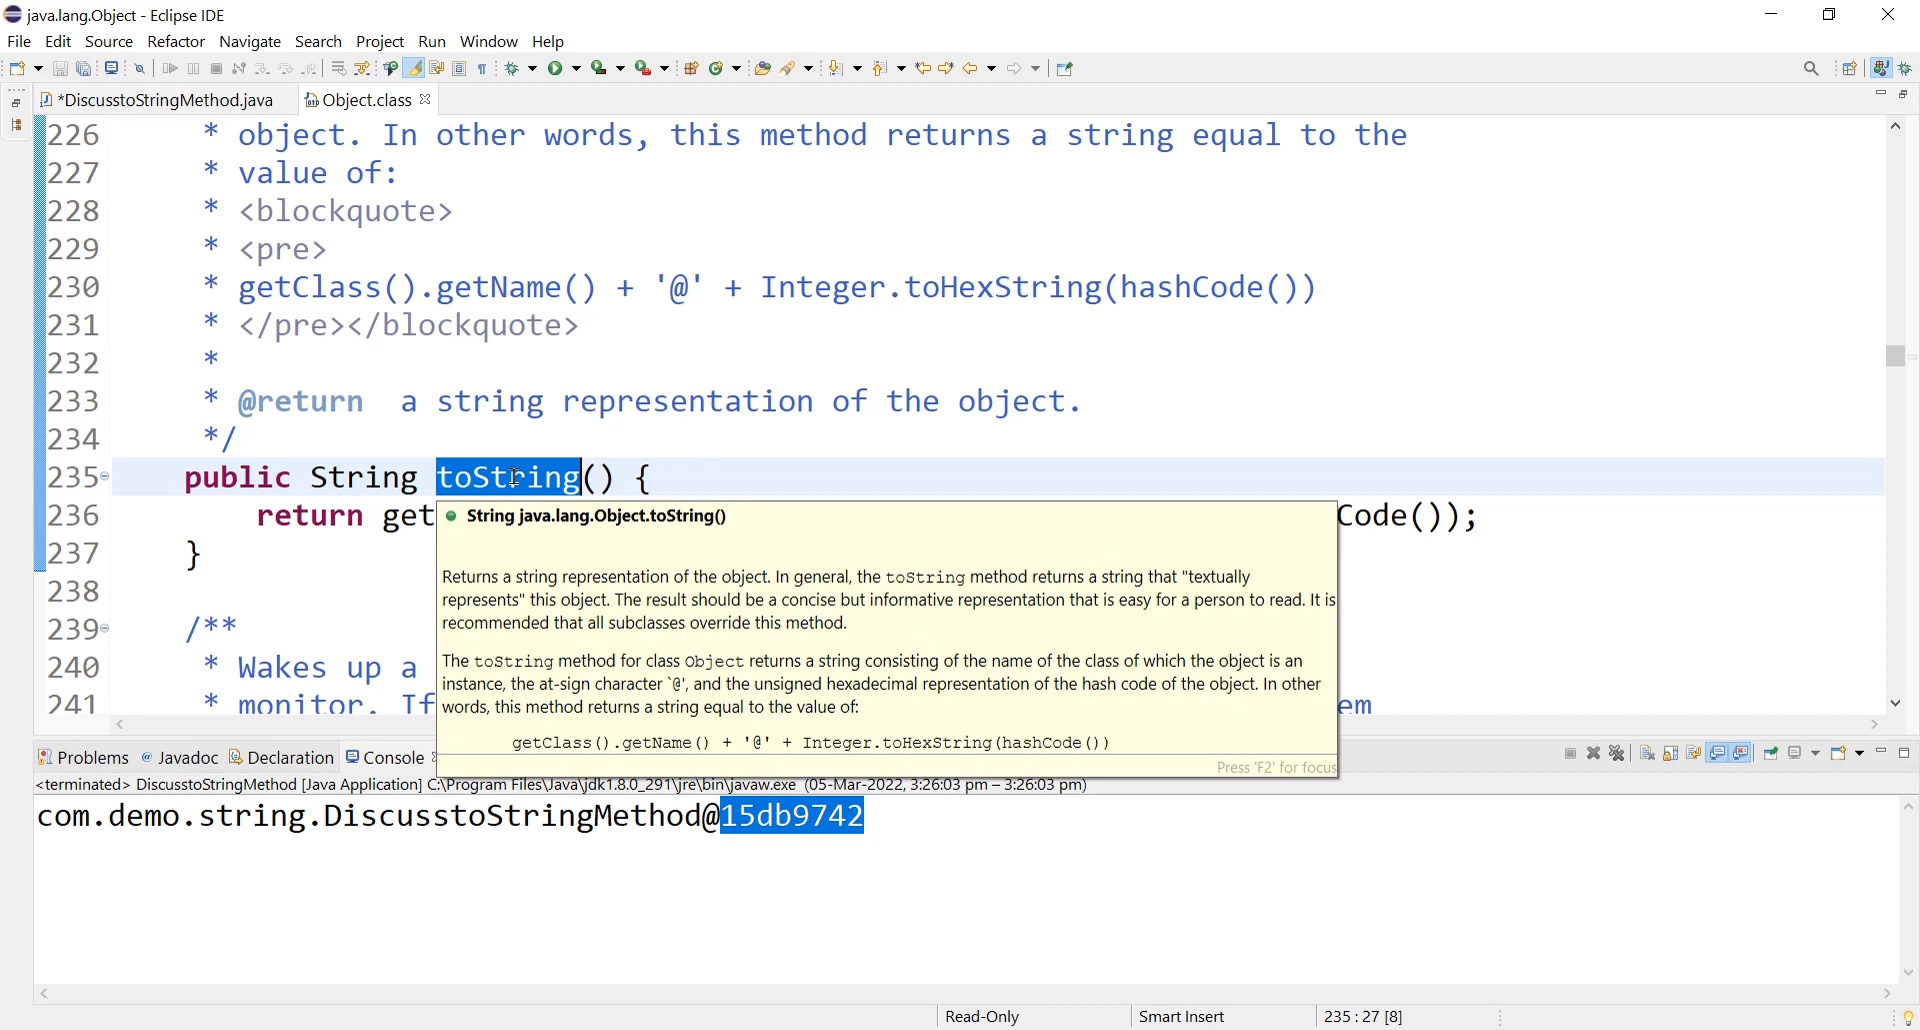 java.lang.Object - Eclipse IDE
File Edit Source Refactor Navigate Search Project Run Window Help
*DiscusstoStringMethod.java Object.class
226 * object. In other words, this method returns a string equal to the
227 * value of:
228 * <blockquote>
229 * <pre>
230 * getClass().getName() + '@' + Integer.toHexString(hashCode())
231 * </pre></blockquote>
232 *
233 * @return a string representation of the object.
234 */
235 public String toString() {
236 return get Code());
237 }
238
239 /**
240 * Wakes up a
241 * monitor. If em
String java.lang.Object.toString()
Returns a string representation of the object. In general, the toString method returns a string that "textually
represents" this object. The result should be a concise but informative representation that is easy for a person to read. It is
recommended that all subclasses override this method.
The toString method for class Object returns a string consisting of the name of the class of which the object is an
instance, the at-sign character `@', and the unsigned hexadecimal representation of the hash code of the object. In other
words, this method returns a string equal to the value of:
getClass().getName() + '@' + Integer.toHexString(hashCode())
Press 'F2' for focus
Problems @ Javadoc Declaration Console
<terminated> DiscusstoStringMethod [Java Application] C:\Program Files\Java\jdk1.8.0_291\jre\bin\javaw.exe (05-Mar-2022, 3:26:03 pm – 3:26:03 pm)
com.demo.string.DiscusstoStringMethod@15db9742
Read-Only Smart Insert 235 : 27 [8]